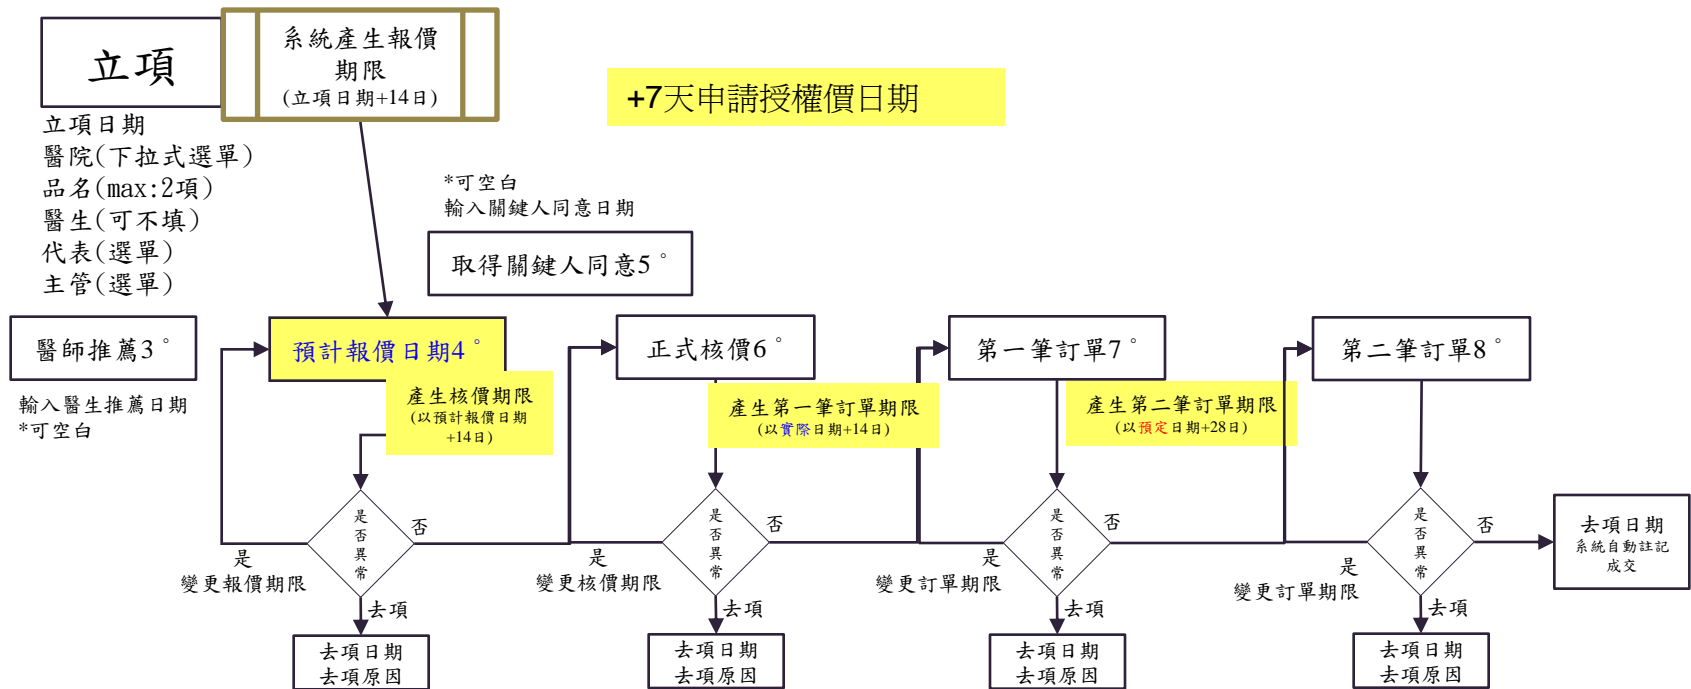 立項
系統產生報價
期限
(立項日期+14日)
+7天申請授權價日期
立項日期
醫院(下拉式選單)
品名(max:2項)
醫生(可不填)
代表(選單)
主管(選單)
*可空白
輸入關鍵人同意日期
取得關鍵人同意5°
醫師推薦3°
輸入醫生推薦日期
*可空白
預計報價日期4°
產生核價期限
(以預計報價日期
+14日)
正式核價6°
產生第一筆訂單期限
(以實際日期+14日)
第一筆訂單7°
產生第二筆訂單期限
(以預定日期+28日)
第二筆訂單8°
是否異常
否
是
變更報價期限
去項
去項日期
去項原因
是否異常
否
是
變更核價期限
去項
去項日期
去項原因
是否異常
否
是
變更訂單期限
去項
去項日期
去項原因
是否異常
否
是
變更訂單期限
去項
去項日期
去項原因
去項日期
系統自動註記
成交